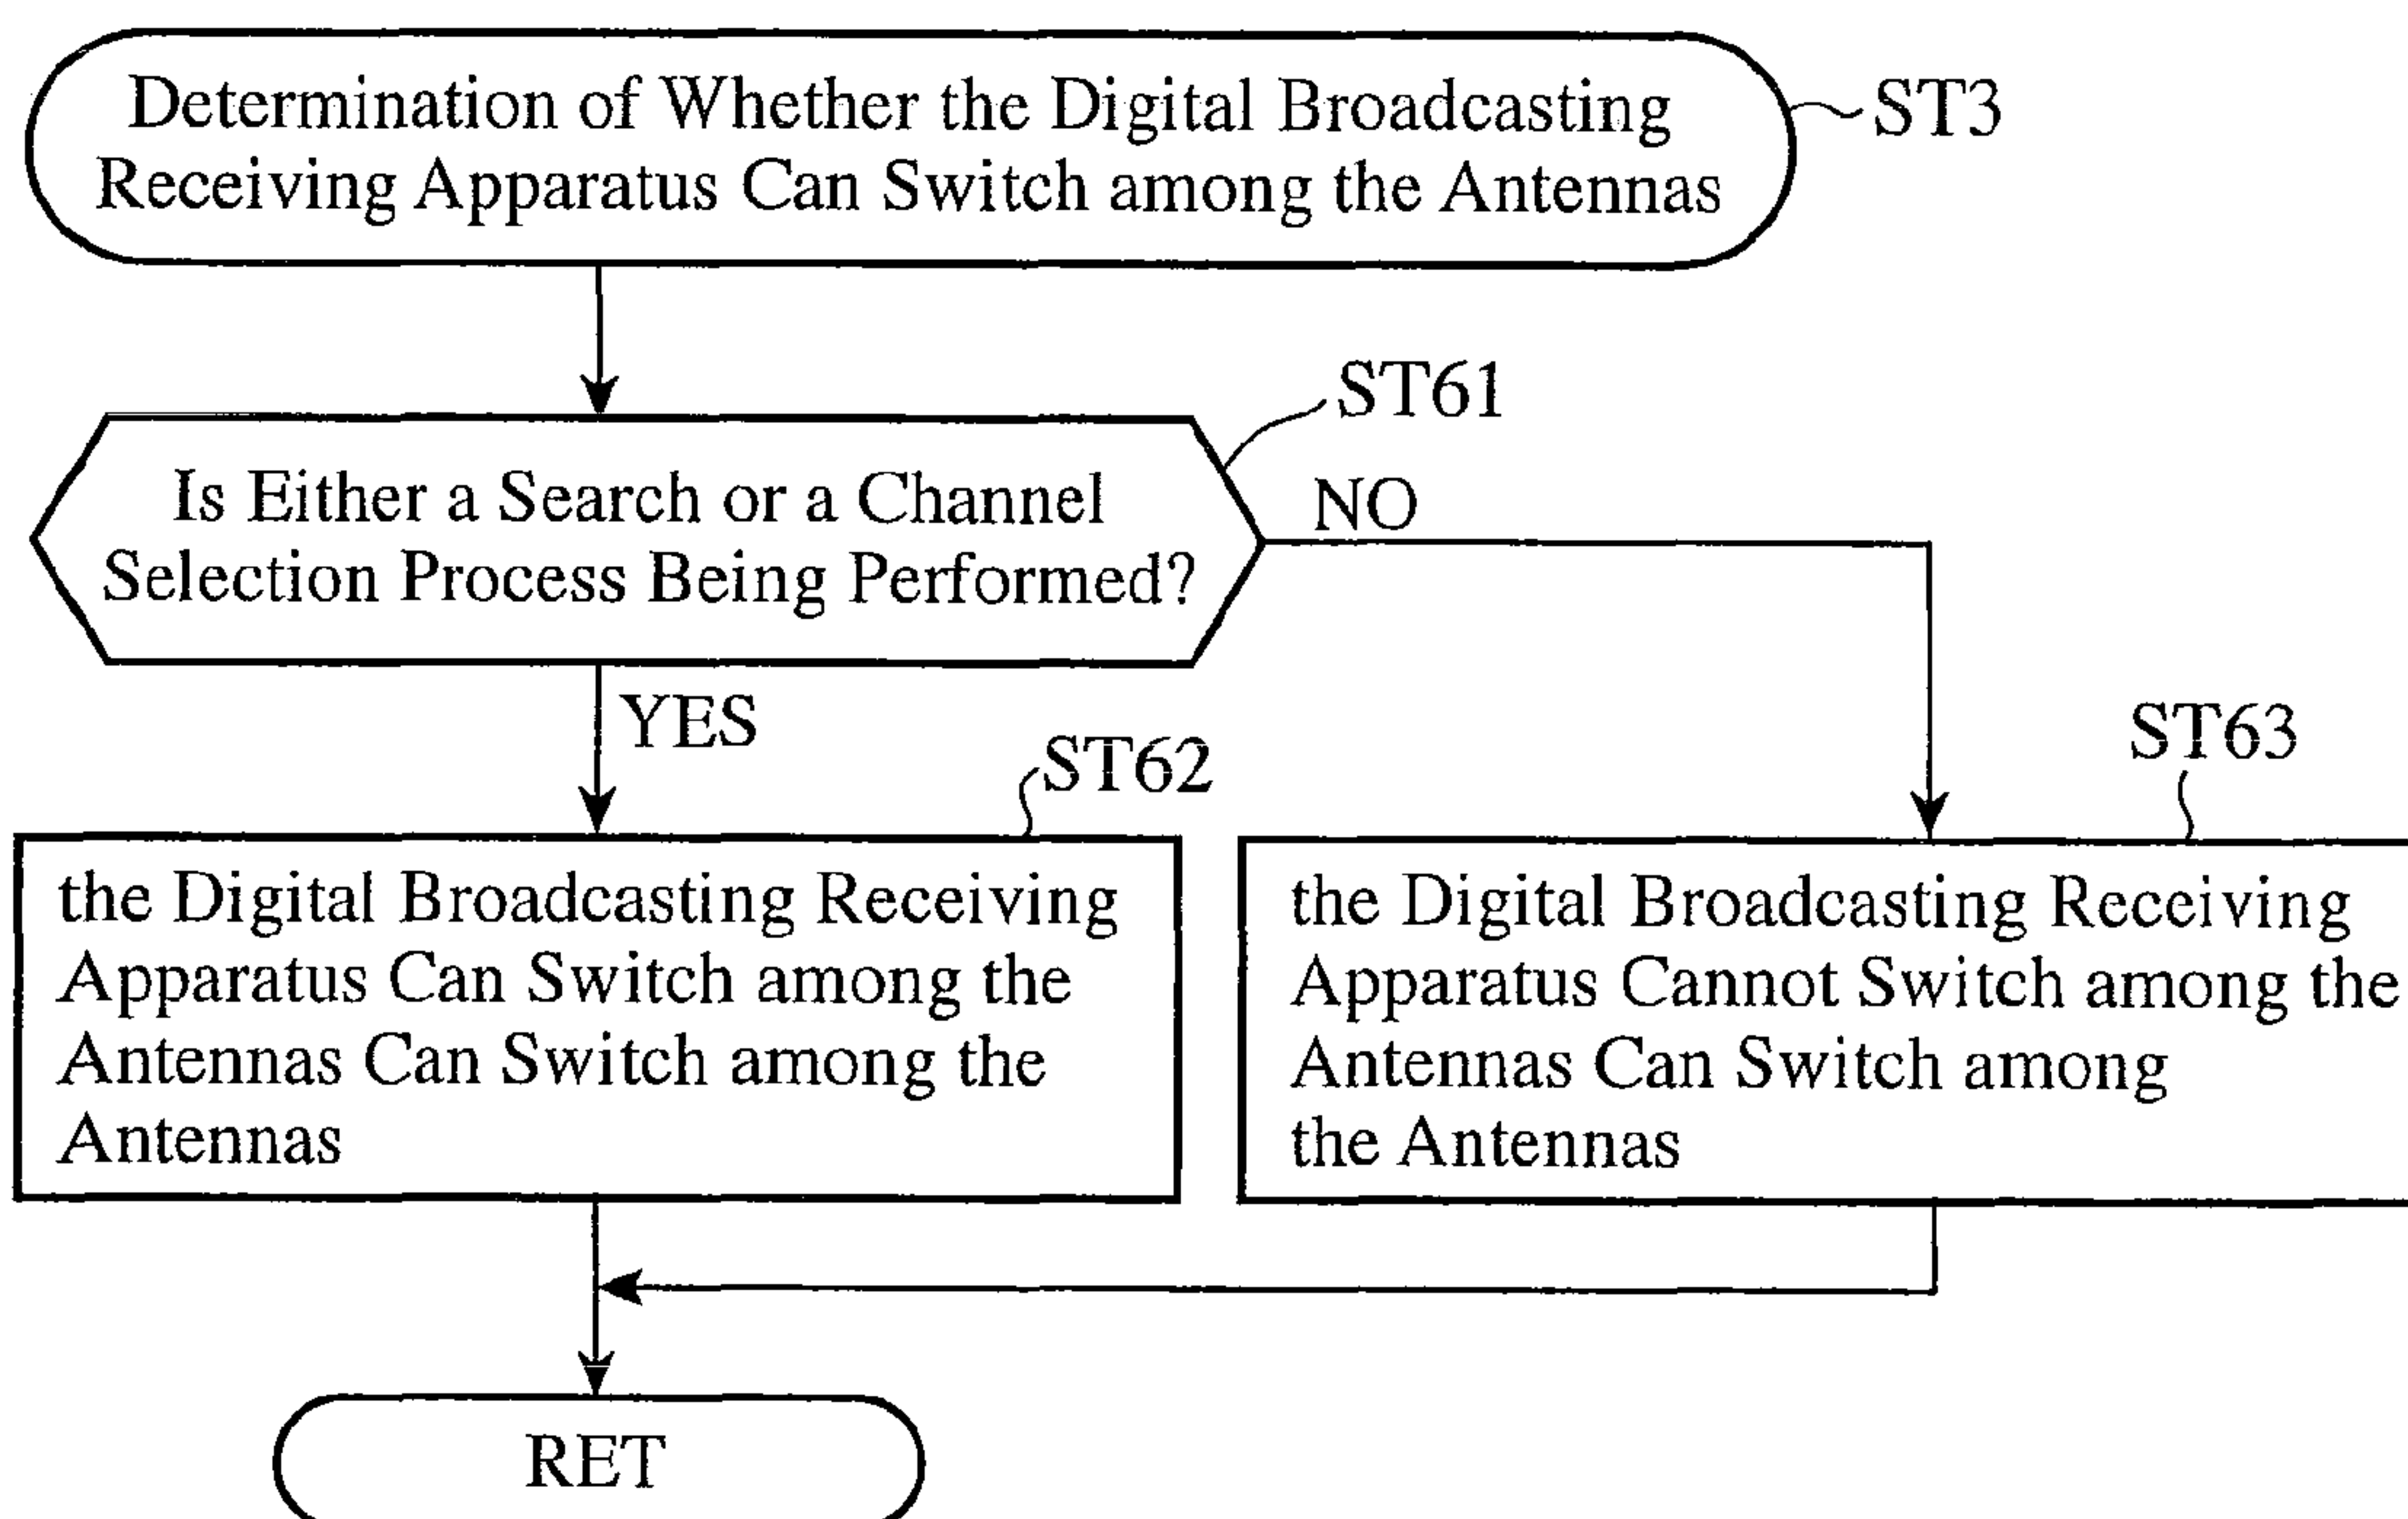 Determination of Whether the Digital Broadcasting
Receiving Apparatus Can Switch among the Antennas
ST3
ST61
Is Either a Search or a Channel
Selection Process Being Performed?
NO
YES
ST62
ST63
the Digital Broadcasting Receiving
Apparatus Can Switch among the
Antennas Can Switch among the
Antennas
the Digital Broadcasting Receiving
Apparatus Cannot Switch among the
Antennas Can Switch among
the Antennas
RET